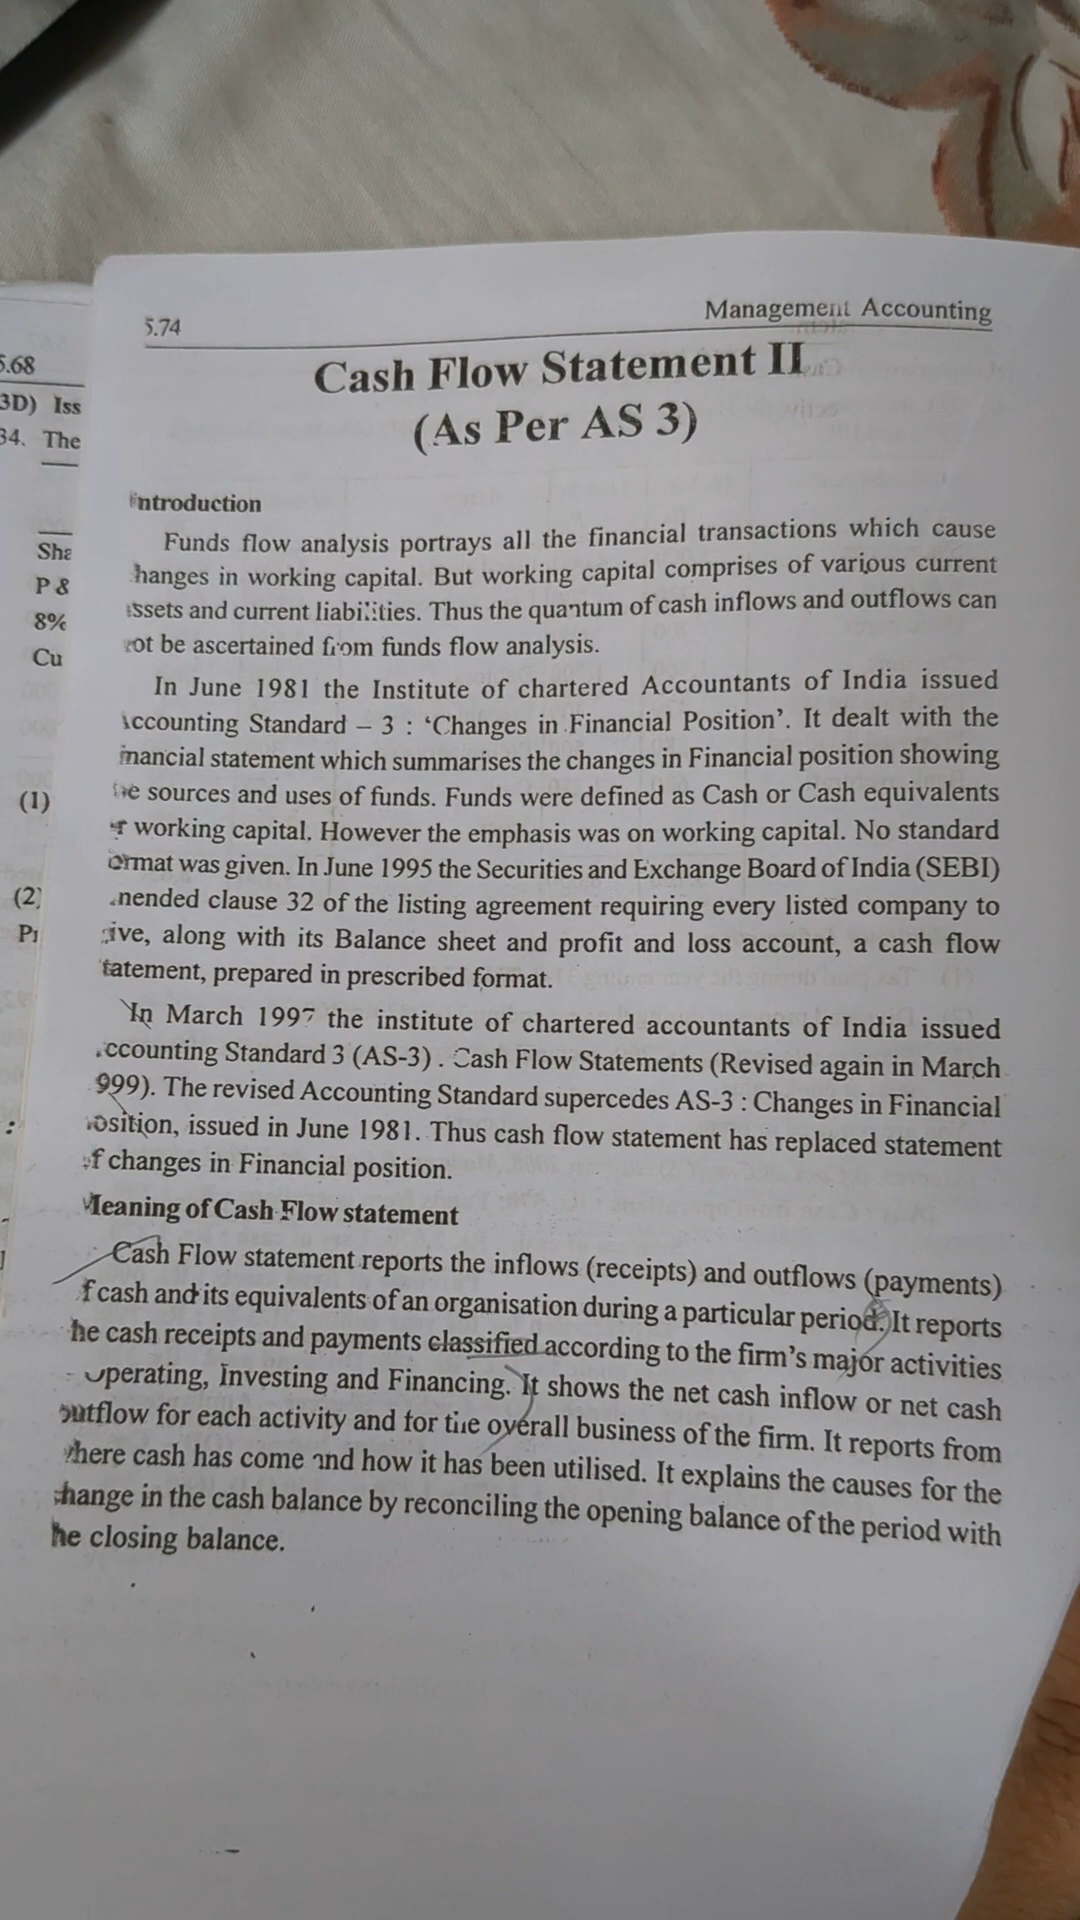 5.74
Management Accounting
Cash Flow Statement II
(As Per AS 3)
ntroduction
Funds flow analysis portrays all the financial transactions which cause
hanges in working capital. But working capital comprises of various current
ssets and current liabilities. Thus the quantum of cash inflows and outflows can
ot be ascertained from funds flow analysis.
In June 1981 the Institute of chartered Accountants of India issued
ccounting Standard – 3 : ‘Changes in Financial Position’. It dealt with the
nancial statement which summarises the changes in Financial position showing
he sources and uses of funds. Funds were defined as Cash or Cash equivalents
r working capital. However the emphasis was on working capital. No standard
ormat was given. In June 1995 the Securities and Exchange Board of India (SEBI)
nended clause 32 of the listing agreement requiring every listed company to
ive, along with its Balance sheet and profit and loss account, a cash flow
tatement, prepared in prescribed format.
In March 1997 the institute of chartered accountants of India issued
ccounting Standard 3 (AS-3) . Cash Flow Statements (Revised again in March
999). The revised Accounting Standard supercedes AS-3 : Changes in Financial
osition, issued in June 1981. Thus cash flow statement has replaced statement
f changes in Financial position.
Meaning of Cash Flow statement
Cash Flow statement reports the inflows (receipts) and outflows (payments)
f cash and its equivalents of an organisation during a particular period. It reports
he cash receipts and payments classified according to the firm's major activities
- Operating, Investing and Financing. It shows the net cash inflow or net cash
outflow for each activity and for the overall business of the firm. It reports from
where cash has come and how it has been utilised. It explains the causes for the
change in the cash balance by reconciling the opening balance of the period with
he closing balance.
5.68
3D) Iss
34. The
Sha
P &
8%
Cu
(1)
(2)